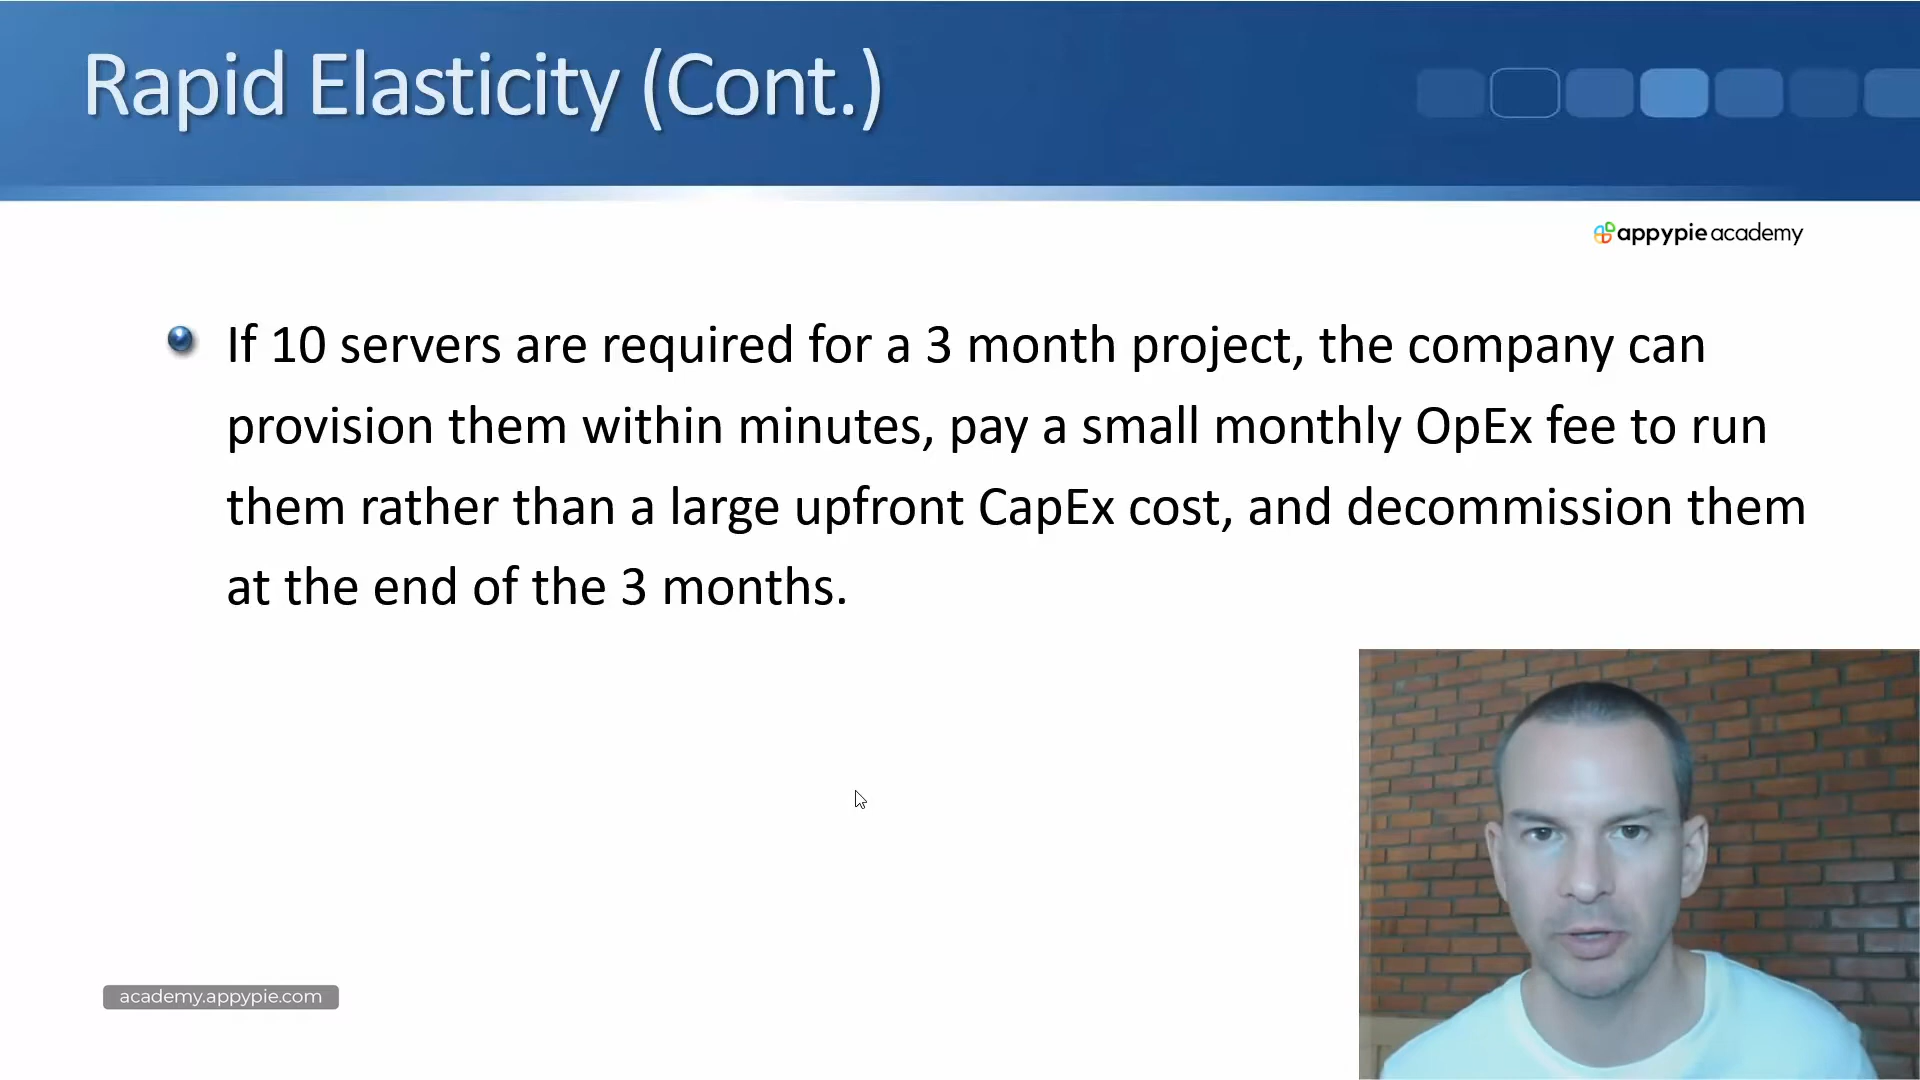 Rapid Elasticity (Cont.)
appypie academy
If 10 servers are required for a 3 month project, the company can
provision them within minutes, pay a small monthly OpEx fee to run
them rather than a large upfront CapEx cost, and decommission them
at the end of the 3 months.
academy.appypie.com